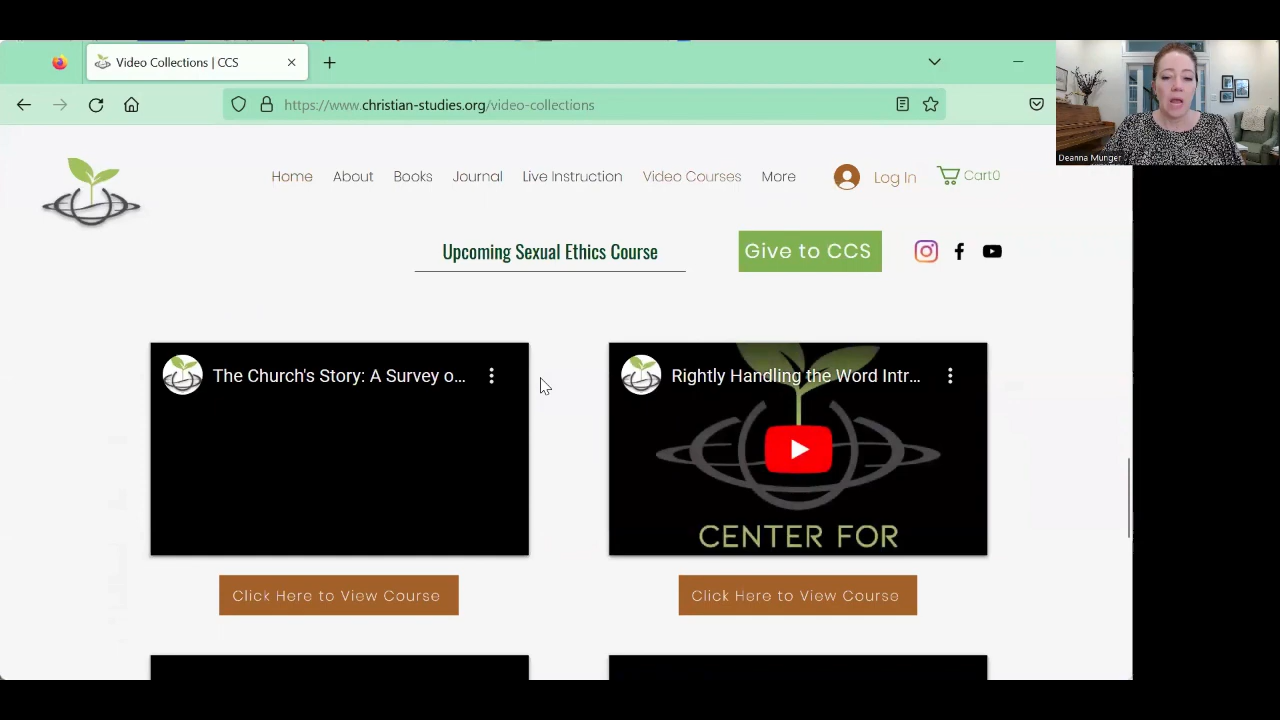 Video Collections | CCS
https://www.christian-studies.org/video-collections
Deanna Munger
Home About Books Journal Live Instruction Video Courses More Log In Cart0
Upcoming Sexual Ethics Course Give to CCS
The Church's Story: A Survey o...
Rightly Handling the Word Intr...
CENTER FOR
Click Here to View Course
Click Here to View Course